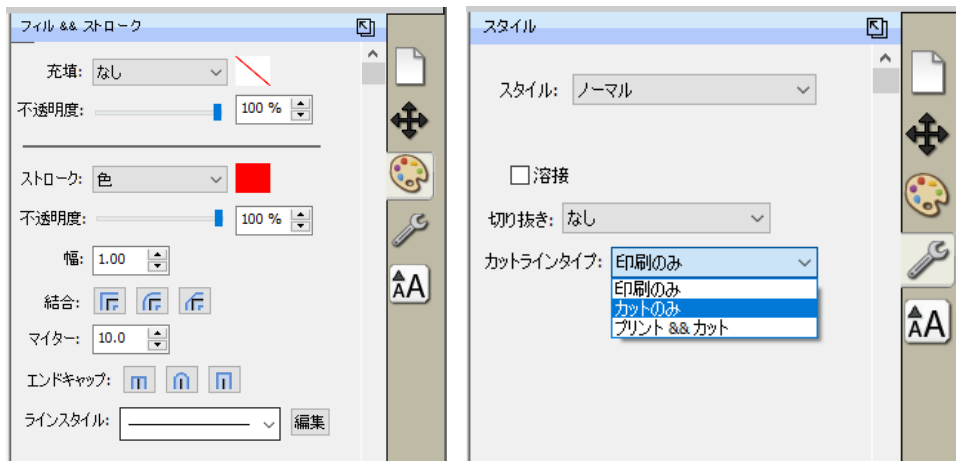 フィル && ストローク
充填: なし
不透明度: 100 %
ストローク: 色
不透明度: 100 %
幅: 1.00
結合:
マイター: 10.0
エンドキャップ:
ラインスタイル: 編集
AA
スタイル
スタイル: ノーマル
溶接
切り抜き: なし
カットラインタイプ: 印刷のみ
印刷のみ
カットのみ
プリント && カット
AA